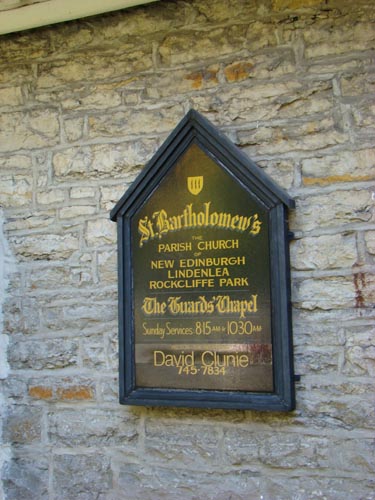 St. Bartholomew's
THE
PARISH CHURCH
OF
NEW EDINBURGH
LINDENLEA
ROCKCLIFFE PARK
The Guards' Chapel
Sunday Services 8:15 AM & 10:30 AM
David Clunie
745-7834